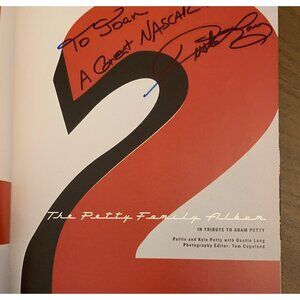 To Joan
A Great NASCAR
The Petty Family Album
IN TRIBUTE TO ADAM PETTY
Pattie and Kyle Petty with Dustin Long
Photography Editor: Tom Copeland